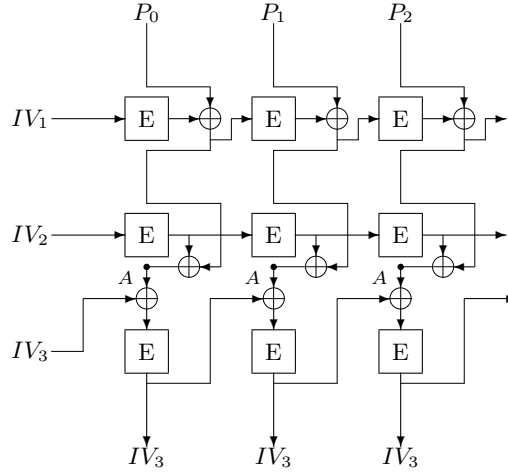 P₀ P₁ P₂
IV₁ E E E
IV₂ E E E
A A A
IV₃ E E E
IV₃ IV₃ IV₃